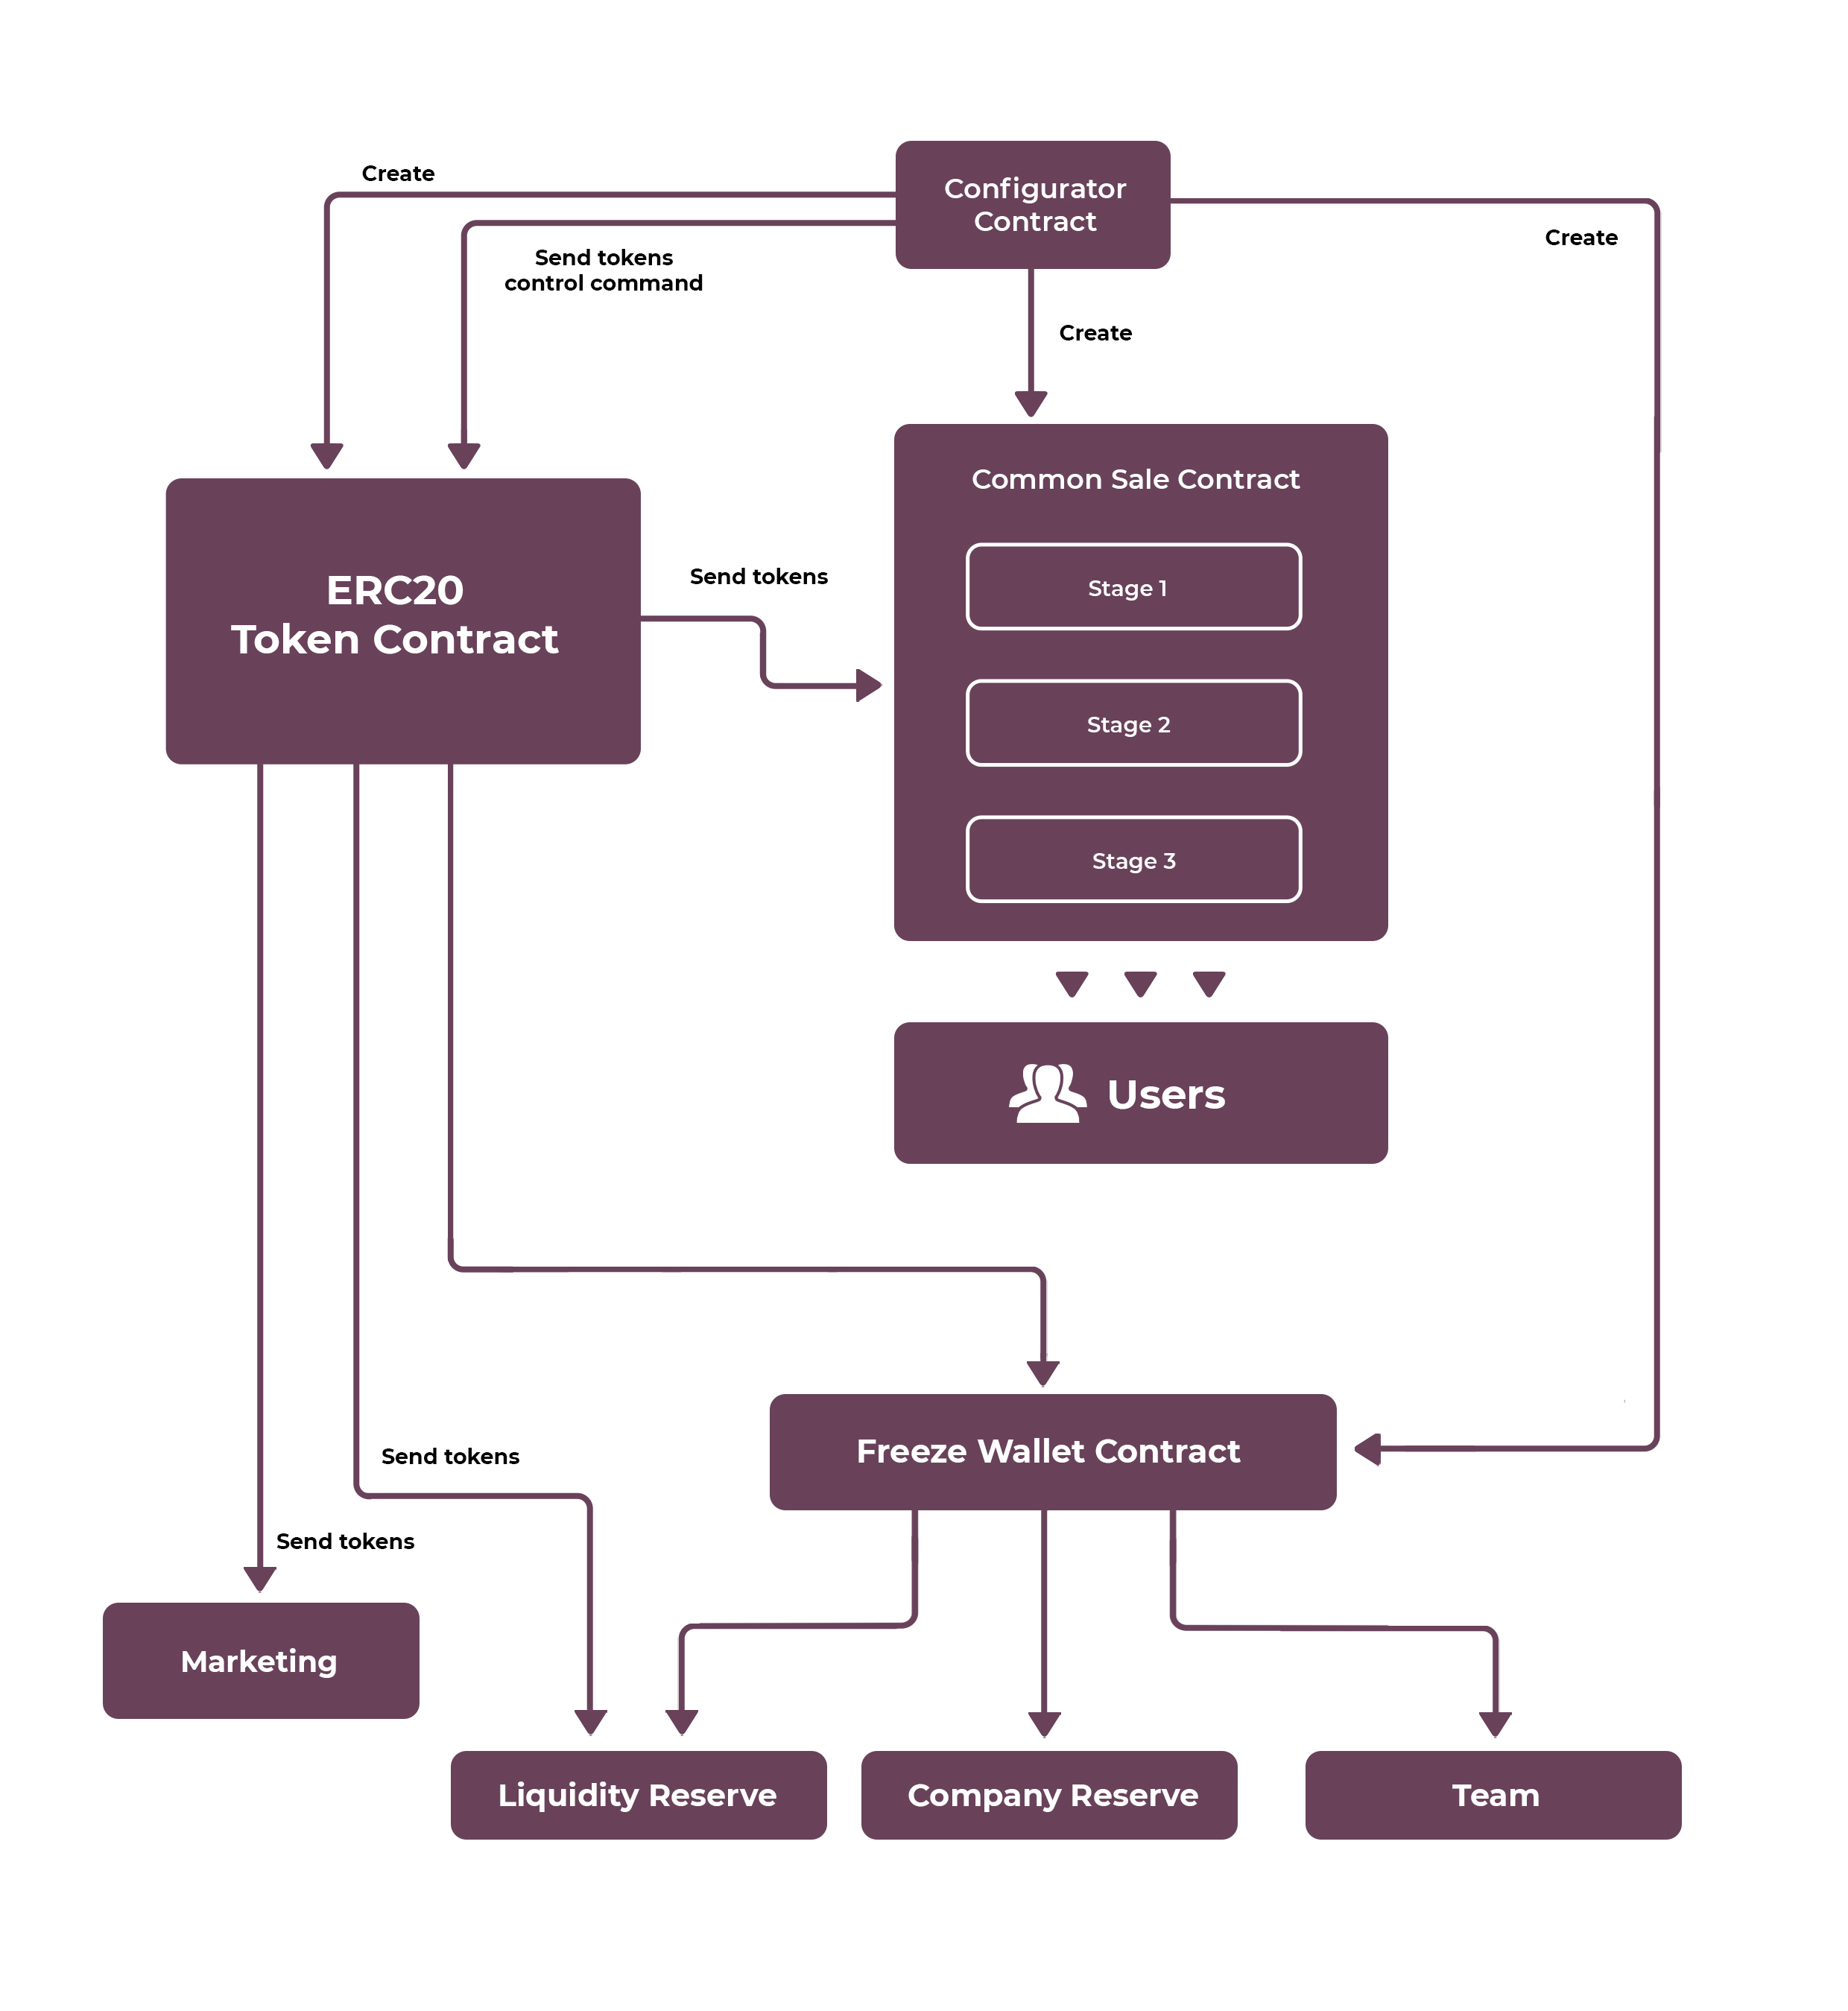 Create
Configurator
Contract
Create
Send tokens
control command
Create
Common Sale Contract
ERC20
Token Contract
Send tokens
Stage 1
Stage 2
Stage 3
Users
Freeze Wallet Contract
Send tokens
Send tokens
Marketing
Liquidity Reserve
Company Reserve
Team